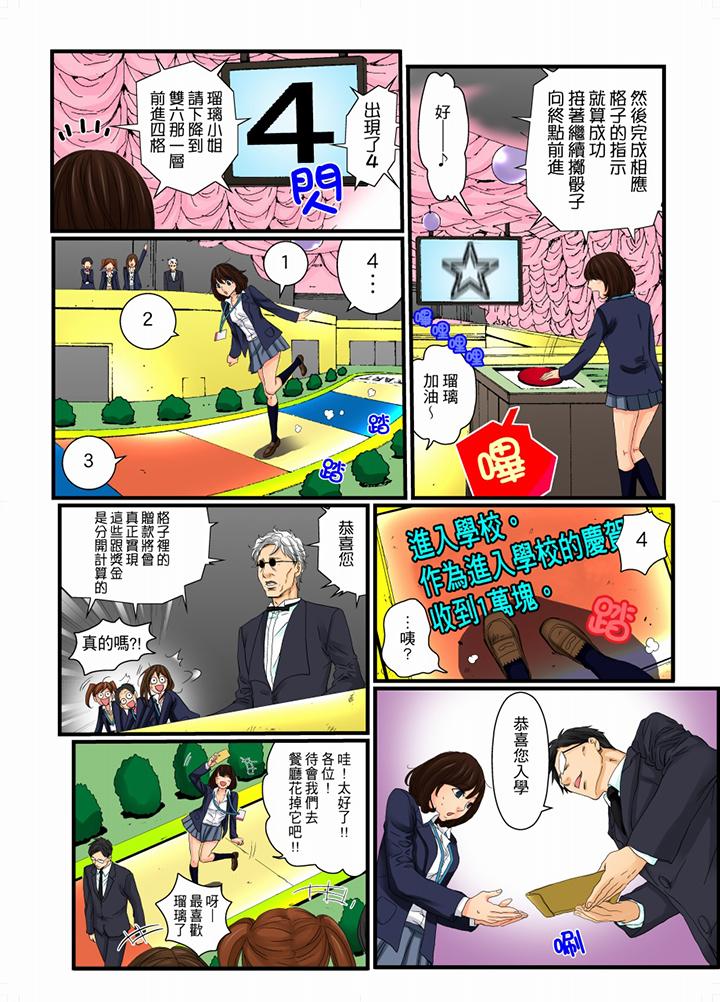 然後完成相應
格子的指示
就算成功
接著繼續擲骰子
向終點前進
好——♪
嗶
嗶
嗶
嗶
瑠璃
加油～
嗶
出現了4
4
閃
瑠璃小姐
請下降到
雙六那一層
前進四格
4…
1
2
3
踏
踏
START
4
進入學校。
作為進入學校的慶賀
收到1萬塊。
踏
…咦？
恭喜您
格子裡的
贈款將會
真正實現
這些跟獎金
是分開計算的
真的嗎?!
恭喜您入學
唰
哇！太好了!!
各位！
待會我們去
餐廳花掉它吧!!
呀—
最喜歡
瑠璃了